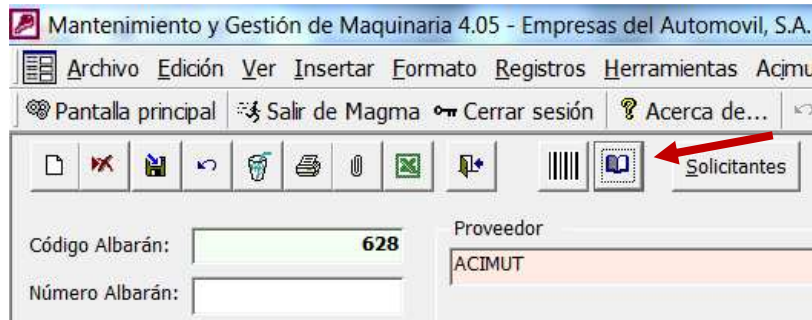 Mantenimiento y Gestión de Maquinaria 4.05 - Empresas del Automovil, S.A.
Archivo Edición Ver Insertar Formato Registros Herramientas Acimu
Pantalla principal Salir de Magma Cerrar sesión Acerca de...
Solicitantes
Proveedor
Código Albarán: 628
ACIMUT
Número Albarán: